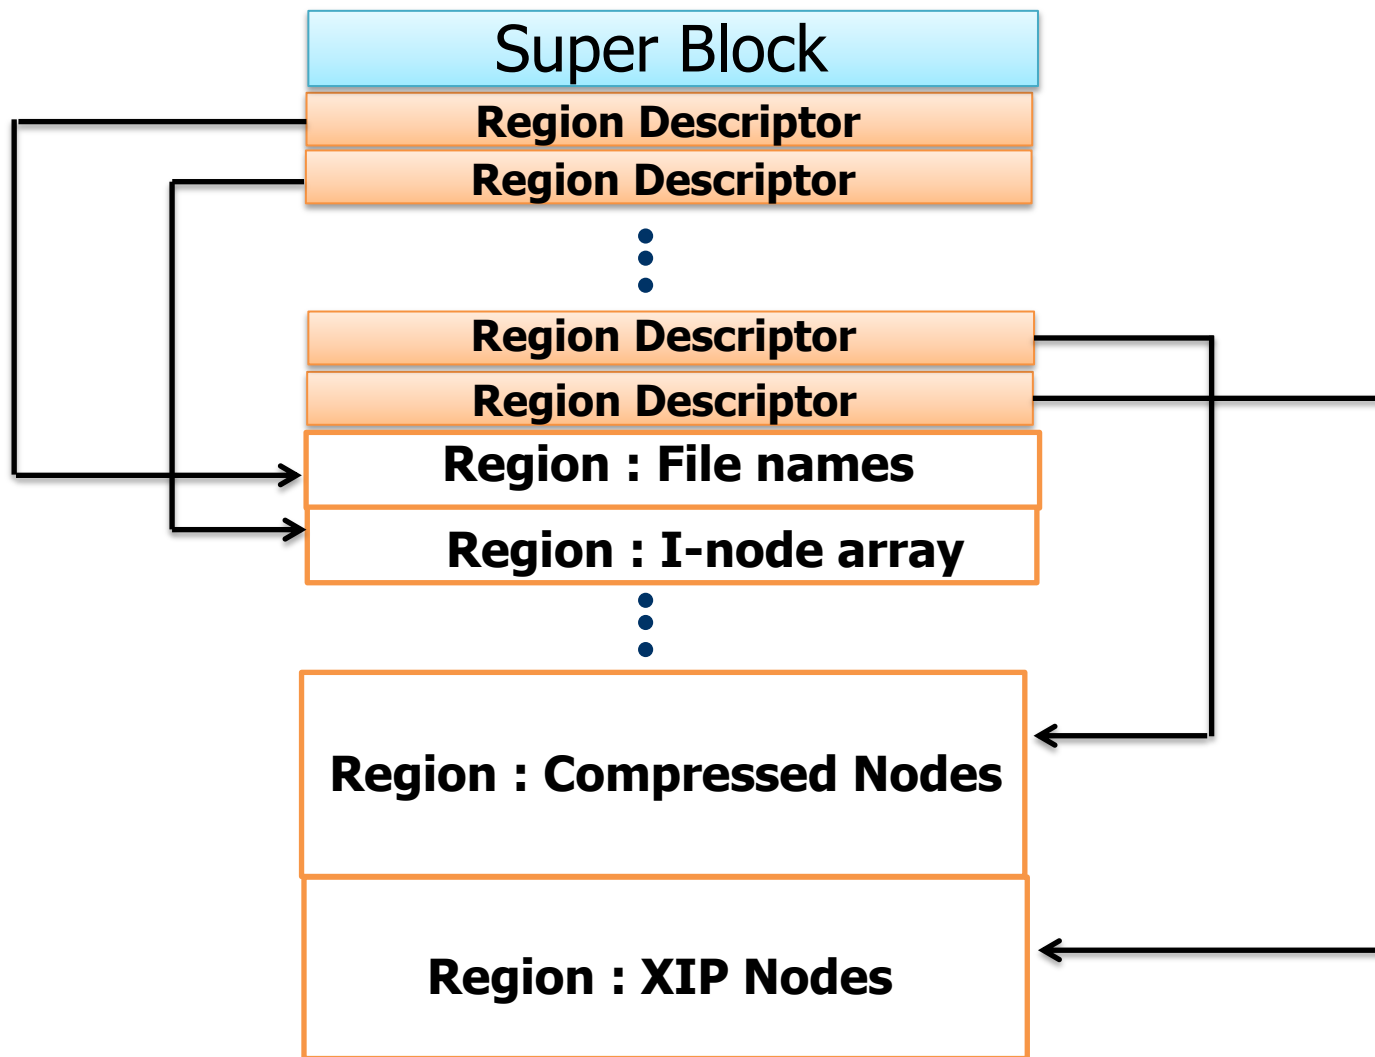 Super Block
Region Descriptor
Region Descriptor
Region Descriptor
Region Descriptor
Region : File names
Region : I-node array
Region : Compressed Nodes
Region : XIP Nodes